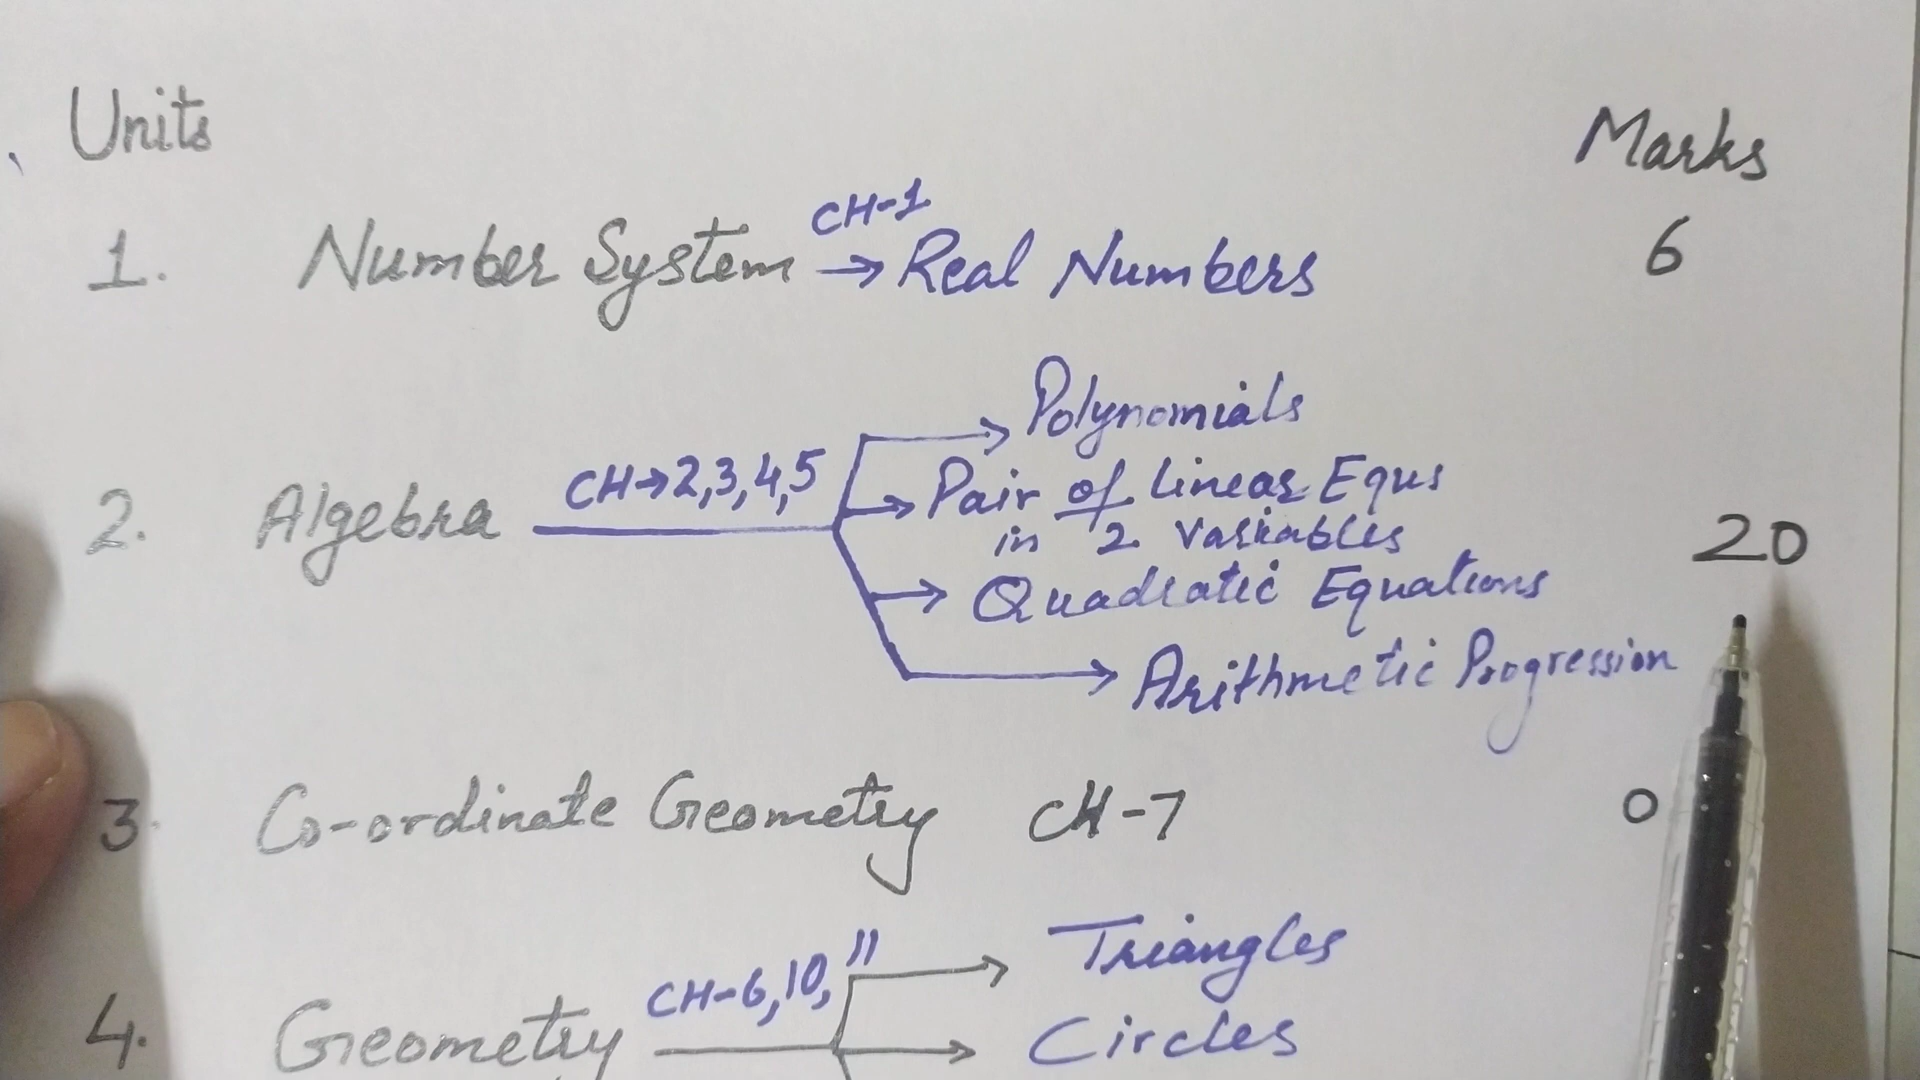 Units Marks
1. Number System CH-1 → Real Numbers 6
Polynomials
2. Algebra CH→2,3,4,5 Pair of linear Equs
in 2 variables 20
Quadratic Equations
Arithmetic Progression
3. Co-ordinate Geometry CH-7 0
Triangles
4. Geometry CH-6,10,11 Circles